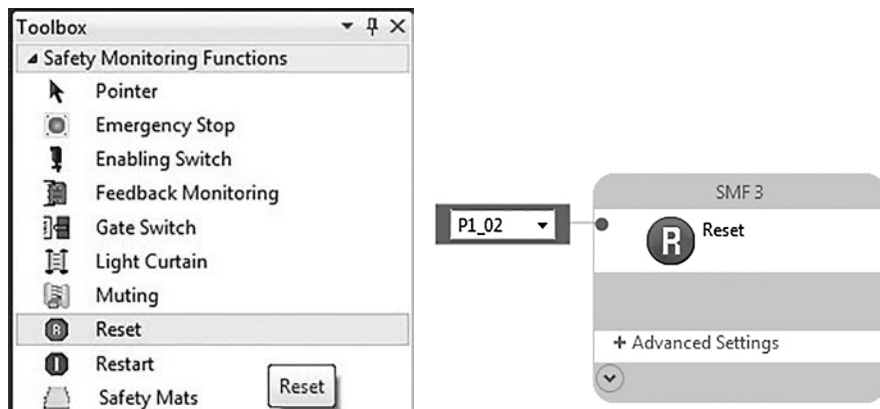 Toolbox
Safety Monitoring Functions
Pointer
Emergency Stop
Enabling Switch
Feedback Monitoring
Gate Switch
Light Curtain
Muting
R Reset
Restart
Safety Mats
Reset
P1_02
SMF 3
R Reset
+ Advanced Settings